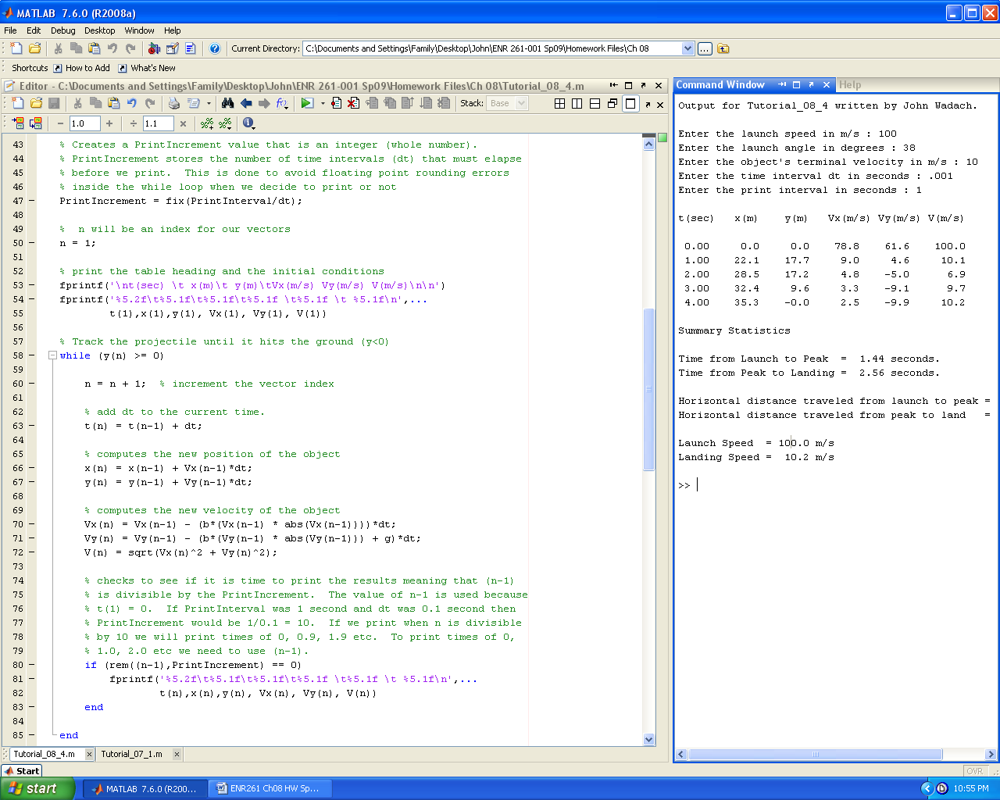 MATLAB 7.6.0 (R2008a)
File Edit Debug Desktop Window Help
Current Directory: C:\Documents and Settings\Family\Desktop\John\ENR 261-001 Sp09\Homework Files\Ch 08
Shortcuts How to Add What's New
Editor - C:\Documents and Settings\Family\Desktop\John\ENR 261-001 Sp09\Homework Files\Ch 08\Tutorial_08_4.m
Stack: Base
1.0 1.1
43 % Creates a PrintIncrement value that is an integer (whole number).
44 % PrintIncrement stores the number of time intervals (dt) that must elapse
45 % before we print. This is done to avoid floating point rounding errors
46 % inside the while loop when we decide to print or not
47 PrintIncrement = fix(PrintInterval/dt);
48
49 % n will be an index for our vectors
50 n = 1;
51
52 % print the table heading and the initial conditions
53 fprintf('\nt(sec) \t x(m)\t y(m)\tVx(m/s) Vy(m/s) V(m/s)\n\n')
54 fprintf('%5.2f\t%5.1f\t%5.1f\t%5.1f \t%5.1f \t %5.1f\n',...
55 t(1),x(1),y(1), Vx(1), Vy(1), V(1))
56
57 % Track the projectile until it hits the ground (y<0)
58 while (y(n) >= 0)
59
60 n = n + 1; % increment the vector index
61
62 % add dt to the current time.
63 t(n) = t(n-1) + dt;
64
65 % computes the new position of the object
66 x(n) = x(n-1) + Vx(n-1)*dt;
67 y(n) = y(n-1) + Vy(n-1)*dt;
68
69 % computes the new velocity of the object
70 Vx(n) = Vx(n-1) - (b*(Vx(n-1) * abs(Vx(n-1))))*dt;
71 Vy(n) = Vy(n-1) - (b*(Vy(n-1) * abs(Vy(n-1))) + g)*dt;
72 V(n) = sqrt(Vx(n)^2 + Vy(n)^2);
73
74 % checks to see if it is time to print the results meaning that (n-1)
75 % is divisible by the PrintIncrement. The value of n-1 is used because
76 % t(1) = 0. If PrintInterval was 1 second and dt was 0.1 second then
77 % PrintIncrement would be 1/0.1 = 10. If we print when n is divisible
78 % by 10 we will print times of 0, 0.9, 1.9 etc. To print times of 0,
79 % 1.0, 2.0 etc we need to use (n-1).
80 if (rem((n-1),PrintIncrement) == 0)
81 fprintf('%5.2f\t%5.1f\t%5.1f\t%5.1f \t%5.1f \t %5.1f\n',...
82 t(n),x(n),y(n), Vx(n), Vy(n), V(n))
83 end
84
85 end
Tutorial_08_4.m Tutorial_07_1.m
Command Window Help
Output for Tutorial_08_4 written by John Wadach.
Enter the launch speed in m/s : 100
Enter the launch angle in degrees : 38
Enter the object's terminal velocity in m/s : 10
Enter the time interval dt in seconds : .001
Enter the print interval in seconds : 1
t(sec) x(m) y(m) Vx(m/s) Vy(m/s) V(m/s)
0.00 0.0 0.0 78.8 61.6 100.0
1.00 22.1 17.7 9.0 4.6 10.1
2.00 28.5 17.2 4.8 -5.0 6.9
3.00 32.4 9.6 3.3 -9.1 9.7
4.00 35.3 -0.0 2.5 -9.9 10.2
Summary Statistics
Time from Launch to Peak = 1.44 seconds.
Time from Peak to Landing = 2.56 seconds.
Horizontal distance traveled from launch to peak =
Horizontal distance traveled from peak to land =
Launch Speed = 100.0 m/s
Landing Speed = 10.2 m/s
>>
Start OVR
start MATLAB 7.6.0 (R200... ENR261 Ch08 HW Sp... 10:55 PM